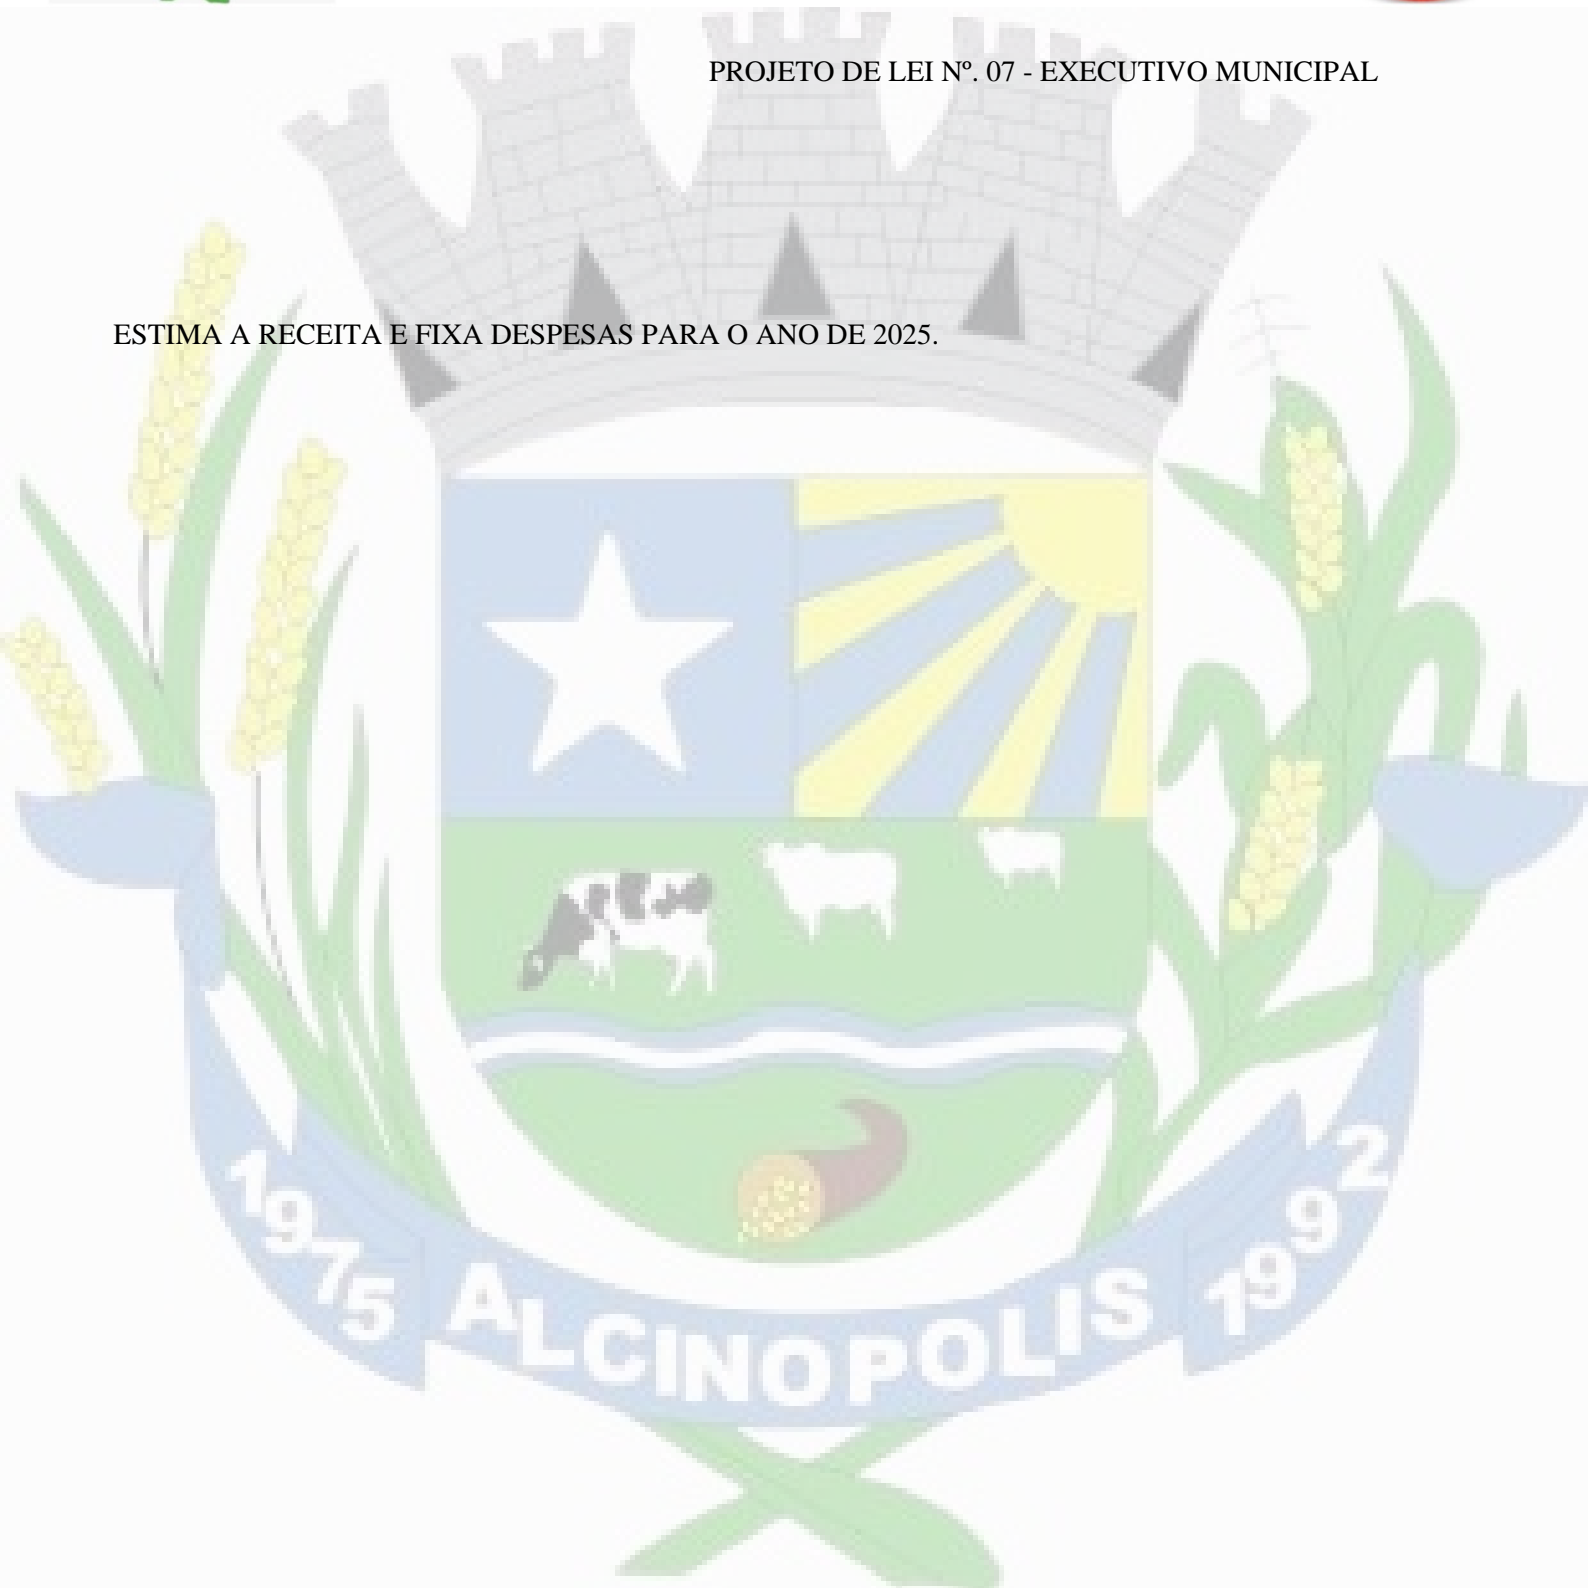 PROJETO DE LEI Nº. 07 - EXECUTIVO MUNICIPAL
ESTIMA A RECEITA E FIXA DESPESAS PARA O ANO DE 2025.
1975 ALCINOPOLIS 1992